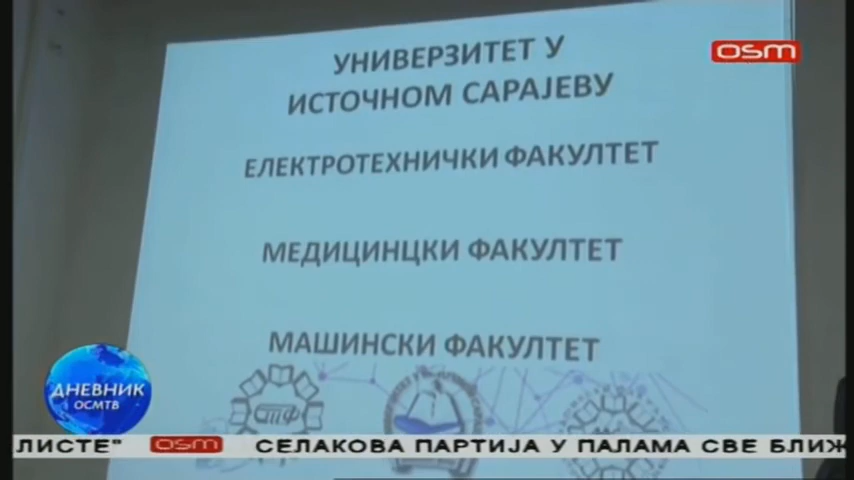 УНИВЕРЗИТЕТ У
ИСТОЧНОМ САРАЈЕВУ
ЕЛЕКТРОТЕХНИЧКИ ФАКУЛТЕТ
МЕДИЦИНЦКИ ФАКУЛТЕТ
МАШИНСКИ ФАКУЛТЕТ
ЕТФ
OSM
ДНЕВНИК
ОСМТВ
ЛИСТЕ" OSM СЕЛАКОВА ПАРТИЈА У ПАЛАМА СВЕ БЛИЖ